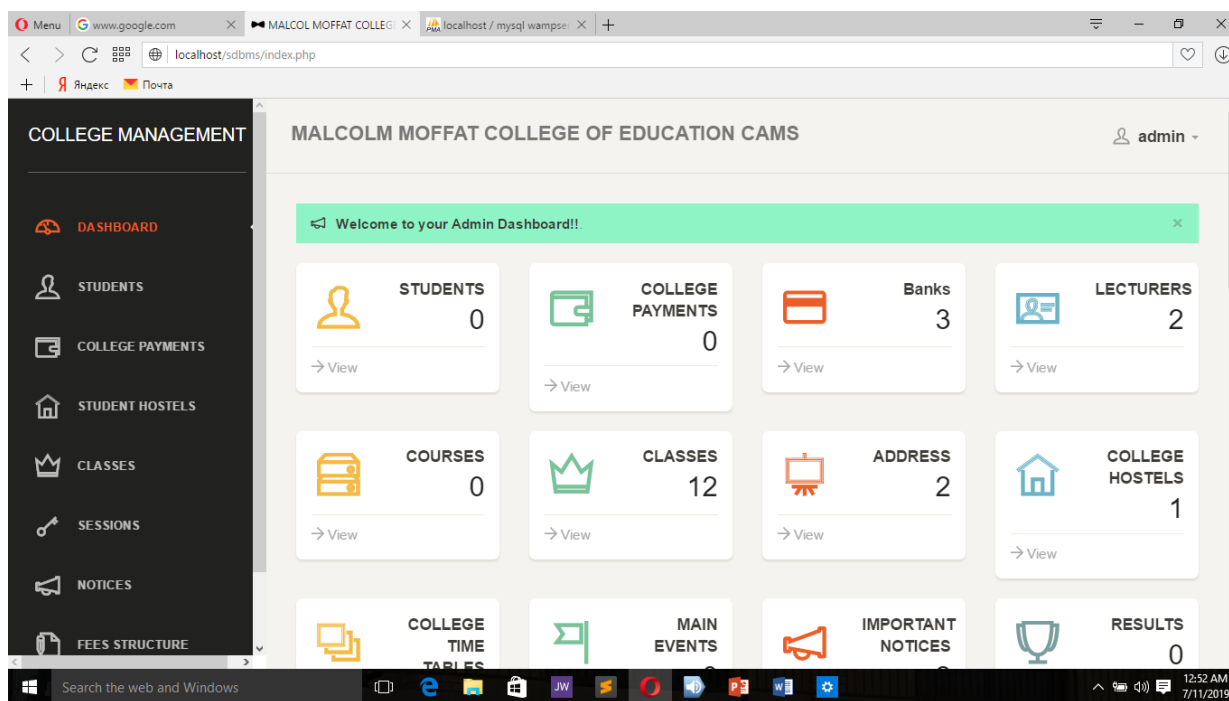 Menu
www.google.com
MALCOL MOFFAT COLLEG
localhost / mysql wampser
localhost/sdbms/index.php
Яндекс
Почта
COLLEGE MANAGEMENT
MALCOLM MOFFAT COLLEGE OF EDUCATION CAMS
admin
DASHBOARD
STUDENTS
COLLEGE PAYMENTS
STUDENT HOSTELS
CLASSES
SESSIONS
NOTICES
FEES STRUCTURE
Welcome to your Admin Dashboard!!.
STUDENTS
0
View
COLLEGE
PAYMENTS
0
View
Banks
3
View
LECTURERS
2
View
COURSES
0
View
CLASSES
12
View
ADDRESS
2
View
COLLEGE
HOSTELS
1
View
COLLEGE
TIME
TABLES
MAIN
EVENTS
IMPORTANT
NOTICES
RESULTS
0
Search the web and Windows
JW
12:52 AM
7/11/2019